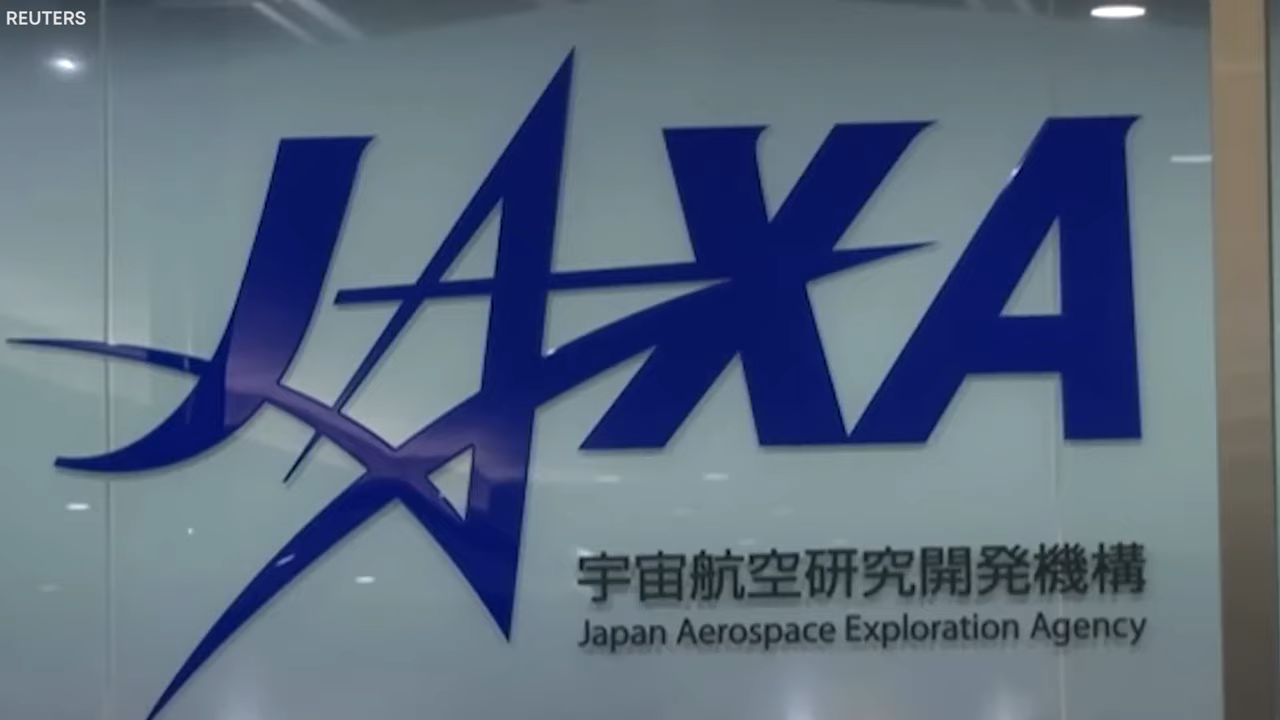 REUTERS
JAXA
宇宙航空研究開発機構
Japan Aerospace Exploration Agency